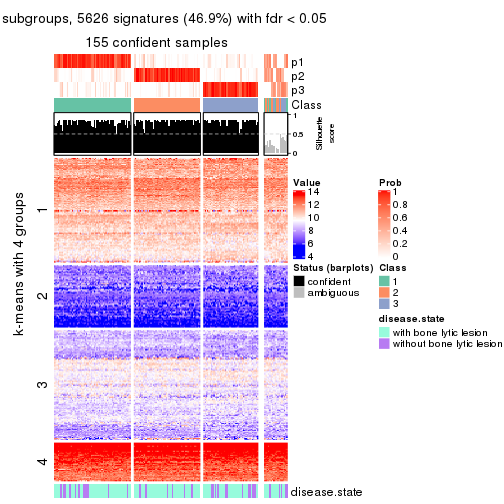 subgroups, 5626 signatures (46.9%) with fdr < 0.05
155 confident samples
p1
p2
p3
Class
1
0.5
0
Silhouette
score
k-means with 4 groups
1
2
3
4
Value
14
12
10
8
6
4
Prob
1
0.8
0.6
0.4
0.2
0
Status (barplots)
confident
ambiguous
Class
1
2
3
disease.state
with bone lytic lesion
without bone lytic lesion
disease.state